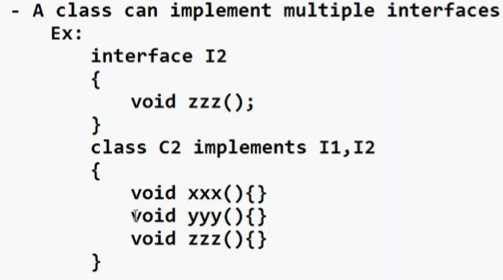 - A class can implement multiple interfaces
Ex:
interface I2
{
void zzz();
}
class C2 implements I1,I2
{
void xxx(){}
void yyy(){}
void zzz(){}
}